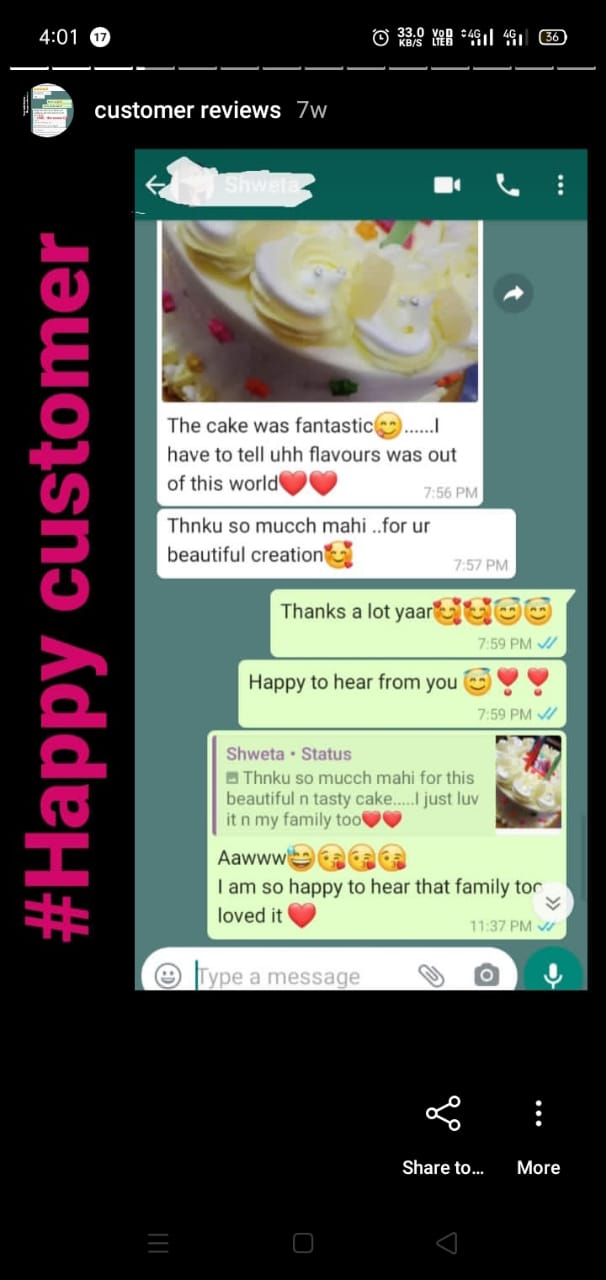 4:01 17 33.0 KB/S VoD LTE 4G 4G 36
customer reviews 7w
#Happy customer
Shweta
The cake was fantastic😋......I
have to tell uhh flavours was out
of this world❤️❤️
7:56 PM
Thnku so mucch mahi ..for ur
beautiful creation🥰
7:57 PM
Thanks a lot yaar🥰🥰😇😇
7:59 PM
Happy to hear from you 😇❣️❣️
7:59 PM
Shweta • Status
Thnku so mucch mahi for this
beautiful n tasty cake.....I just luv
it n my family too❤️❤️
Aawww😅😘😘😘
I am so happy to hear that family too
loved it ❤️
11:37 PM
Type a message
Share to... More